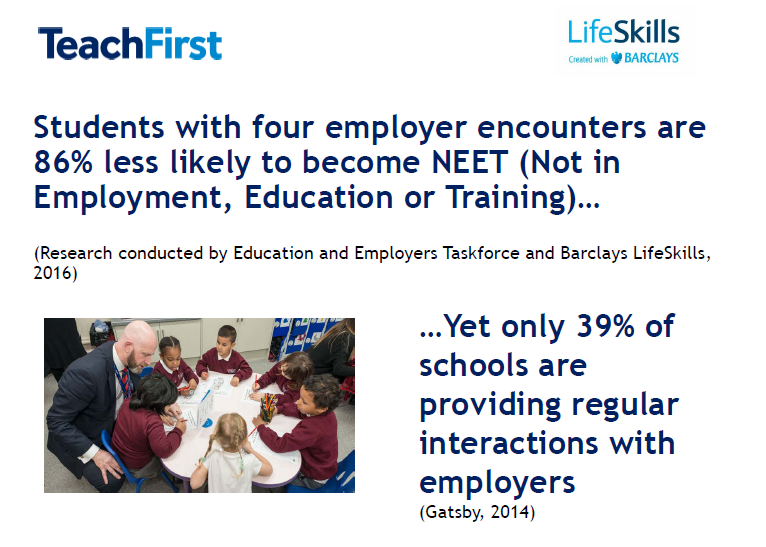 TeachFirst
LifeSkills
Created with BARCLAYS
Students with four employer encounters are
86% less likely to become NEET (Not in
Employment, Education or Training)…
(Research conducted by Education and Employers Taskforce and Barclays LifeSkills,
2016)
…Yet only 39% of
schools are
providing regular
interactions with
employers
(Gatsby, 2014)